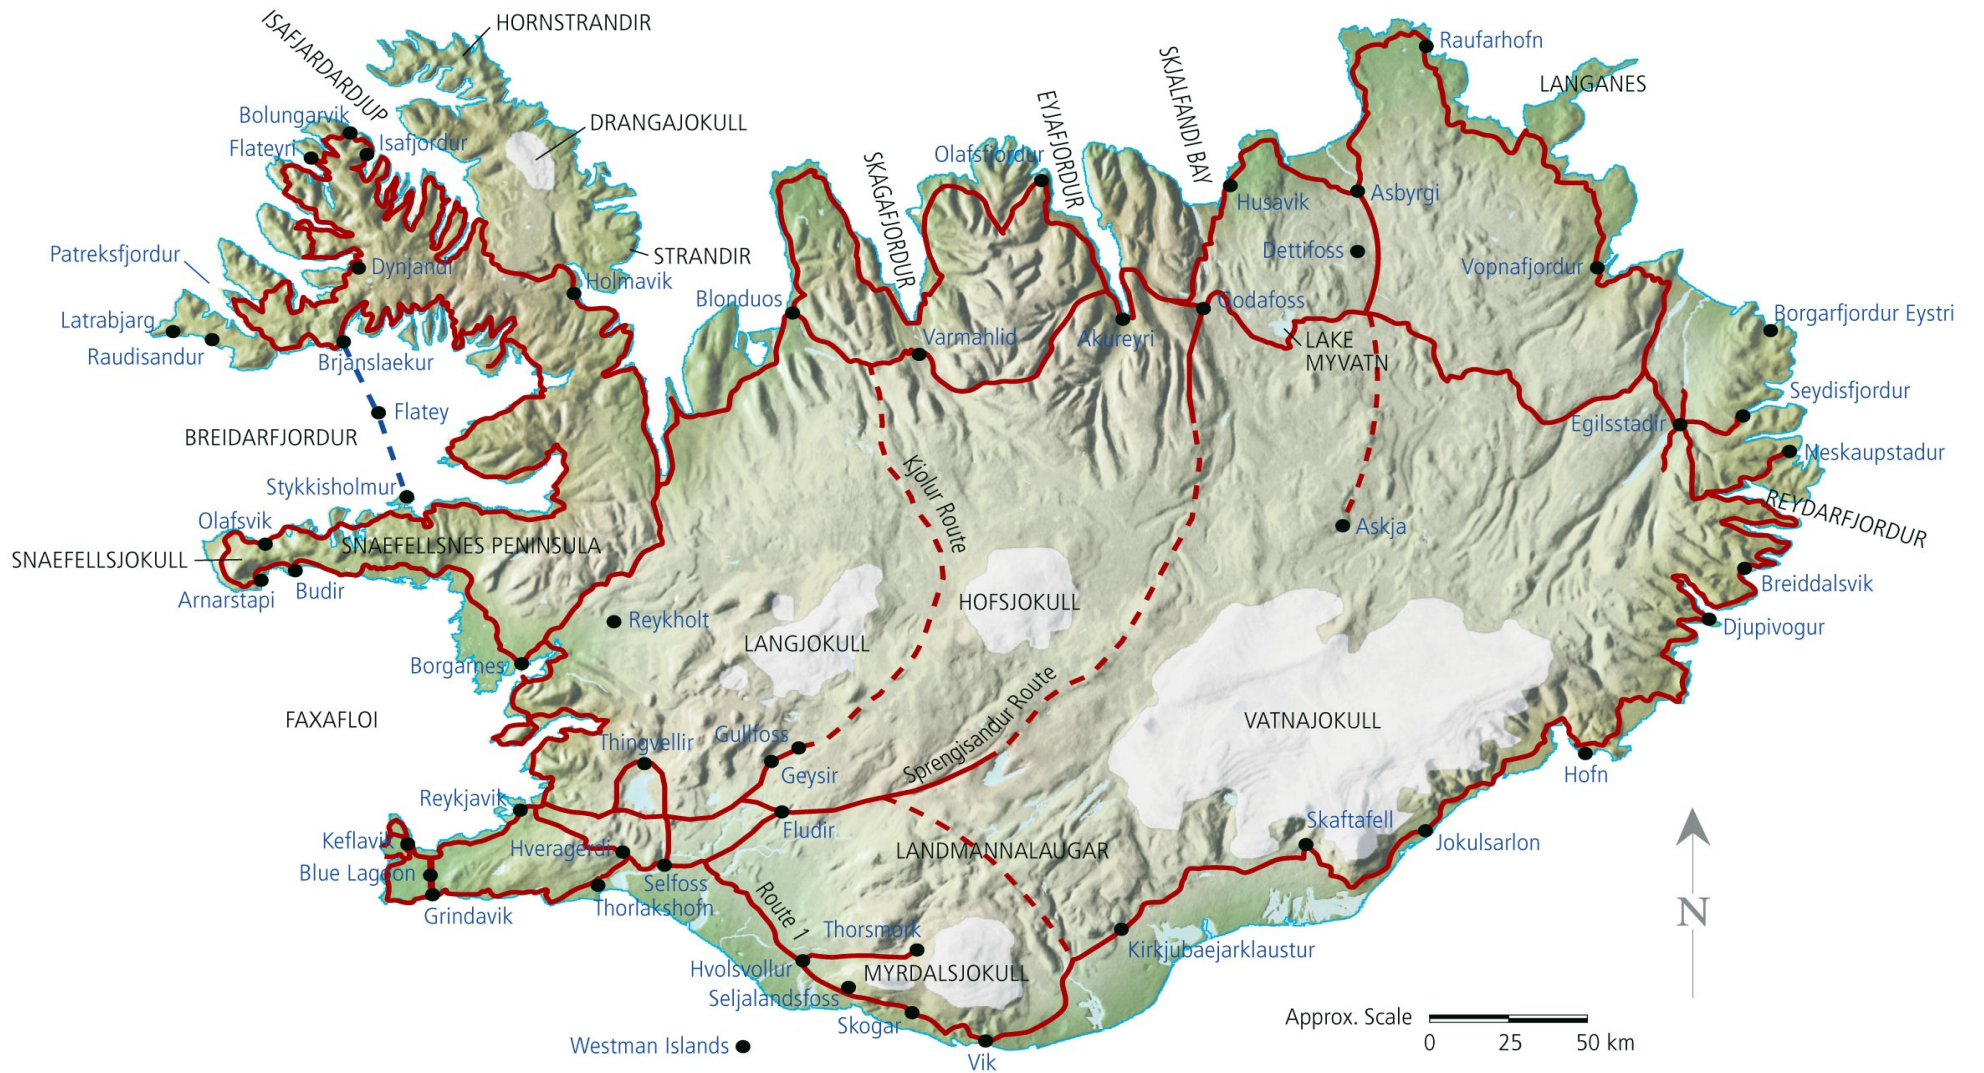 HORNSTRANDIR
ISAFJARDARDJUP
Raufarhofn
SKJALFANDI BAY
LANGANES
EYJAFJORDUR
Bolungarvik
DRANGAJOKULL
Flateyri
Isafjordur
Olafsfjordur
SKAGAFJORDUR
Husavik
Asbyrgi
Patreksfjordur
Dynjandi
STRANDIR
Dettifoss
Vopnafjordur
Holmavik
Blonduos
Godafoss
Latrabjarg
Borgarfjordur Eystri
Raudisandur
Brjanslaekur
Varmahlid
Akureyri
LAKE
MYVATN
Flatey
Seydisfjordur
BREIDARFJORDUR
Egilsstadir
Neskaupstadur
Stykkisholmur
Kjolur Route
REYDARFJORDUR
Olafsvik
Askja
SNAEFELLSJOKULL
SNAEFELLSNES PENINSULA
Arnarstapi
Budir
Breiddalsvik
HOFSJOKULL
Reykholt
Djupivogur
LANGJOKULL
Borgarnes
FAXAFLOI
VATNAJOKULL
Thingvellir
Gullfoss
Sprengisandur Route
Geysir
Hofn
Reykjavik
Fludir
Skaftafell
Keflavik
Hveragerdi
LANDMANNALAUGAR
Jokulsarlon
Blue Lagoon
Selfoss
Grindavik
Thorlakshofn
Route 1
N
Thorsmork
Kirkjubaejarklaustur
Hvolsvollur
MYRDALSJOKULL
Seljalandsfoss
Skogar
Approx. Scale
0 25 50 km
Westman Islands
Vik